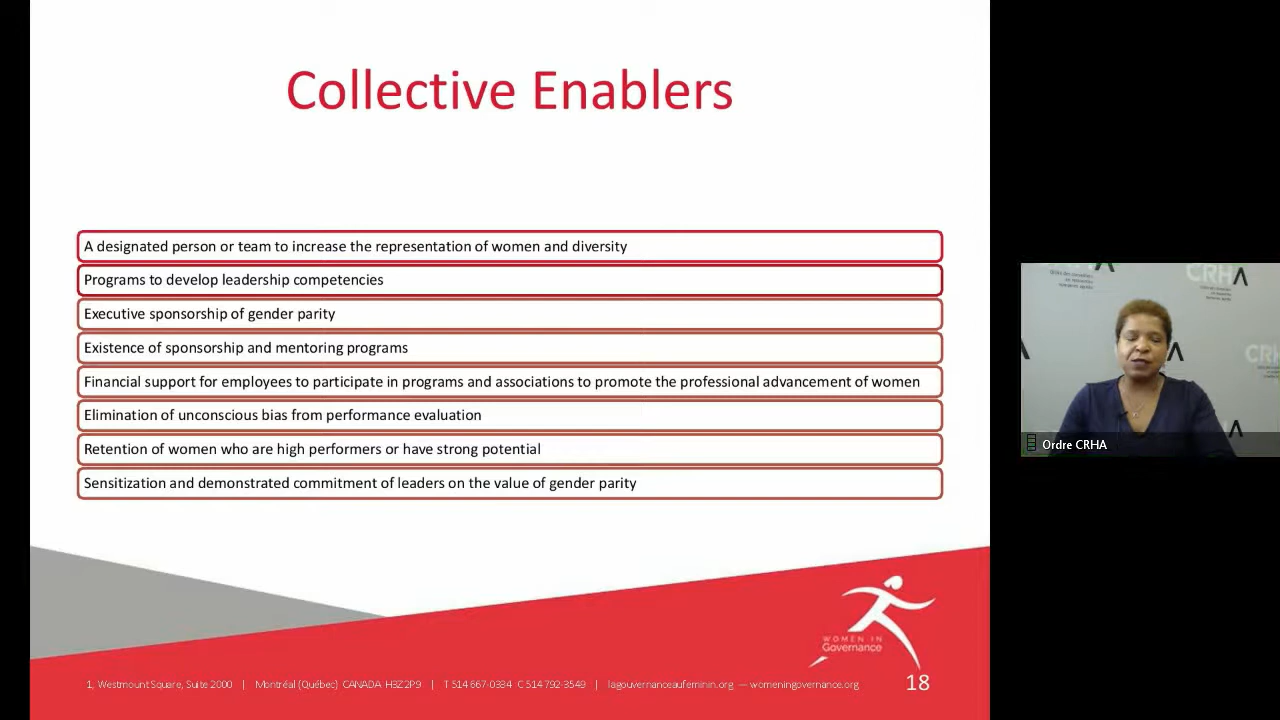 Collective Enablers
A designated person or team to increase the representation of women and diversity
Programs to develop leadership competencies
Executive sponsorship of gender parity
Existence of sponsorship and mentoring programs
Financial support for employees to participate in programs and associations to promote the professional advancement of women
Elimination of unconscious bias from performance evaluation
Retention of women who are high performers or have strong potential
Sensitization and demonstrated commitment of leaders on the value of gender parity
WOMEN IN
Governance
1, Westmount Square, Suite 2000 | Montréal (Québec) CANADA H3Z 2P9 | T 514 667-0384 C 514 792-3549 | lagouvernanceaufeminin.org — womeningovernance.org
18
CRHA
CRHA
CR
Ordre CRHA